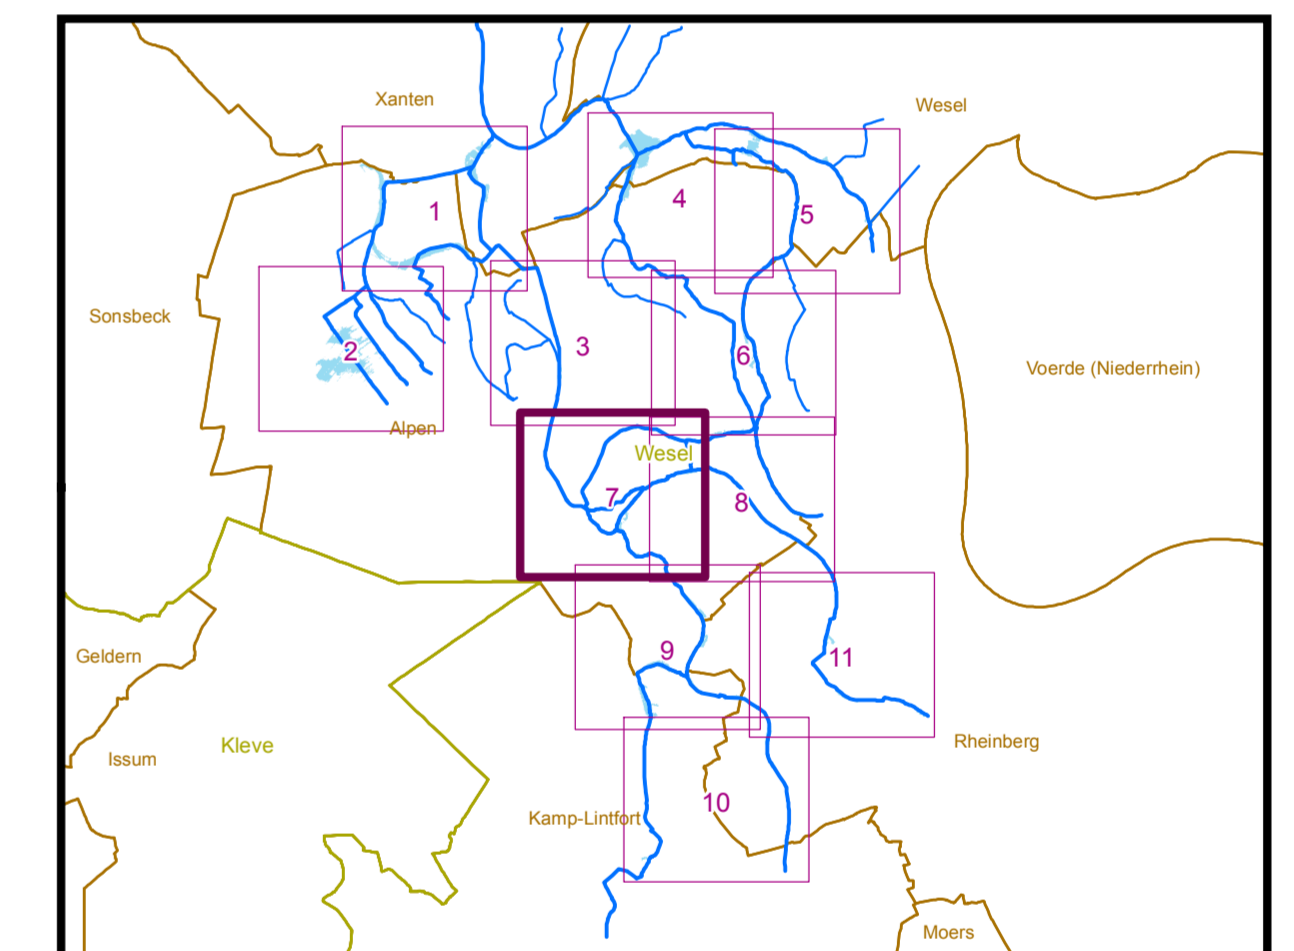 Xanten
Wesel
1
4
5
Sonsbeck
2
3
6
Voerde (Niederrhein)
Alpen
Wesel
7
8
Geldern
9
11
Issum
Kleve
Rheinberg
Kamp-Lintfort
10
Moers